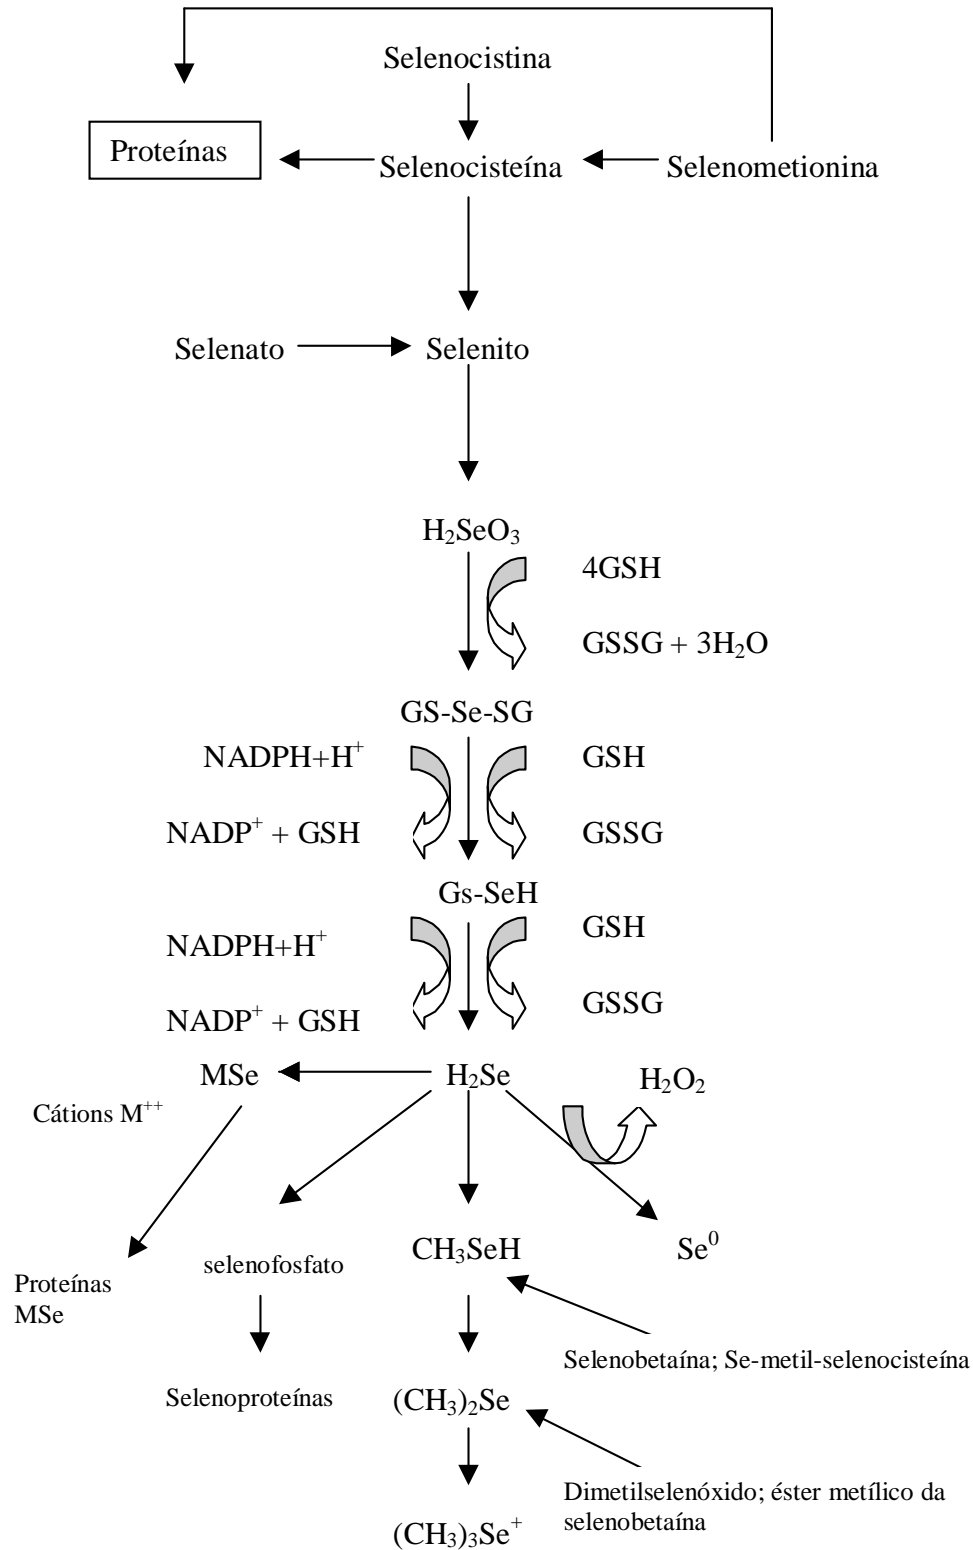 Selenocistina
Proteínas
Selenocisteína
Selenometionina
Selenato
Selenito
H₂SeO₃
4GSH
GSSG + 3H₂O
GS-Se-SG
NADPH+H⁺
GSH
NADP⁺ + GSH
GSSG
Gs-SeH
NADPH+H⁺
GSH
NADP⁺ + GSH
GSSG
MSe
H₂Se
H₂O₂
Cátions M⁺⁺
Proteínas
MSe
selenofosfato
CH₃SeH
Se⁰
Selenobetaína; Se-metil-selenocisteína
Selenoproteínas
(CH₃)₂Se
Dimetilselenóxido; éster metílico da
selenobetaína
(CH₃)₃Se⁺